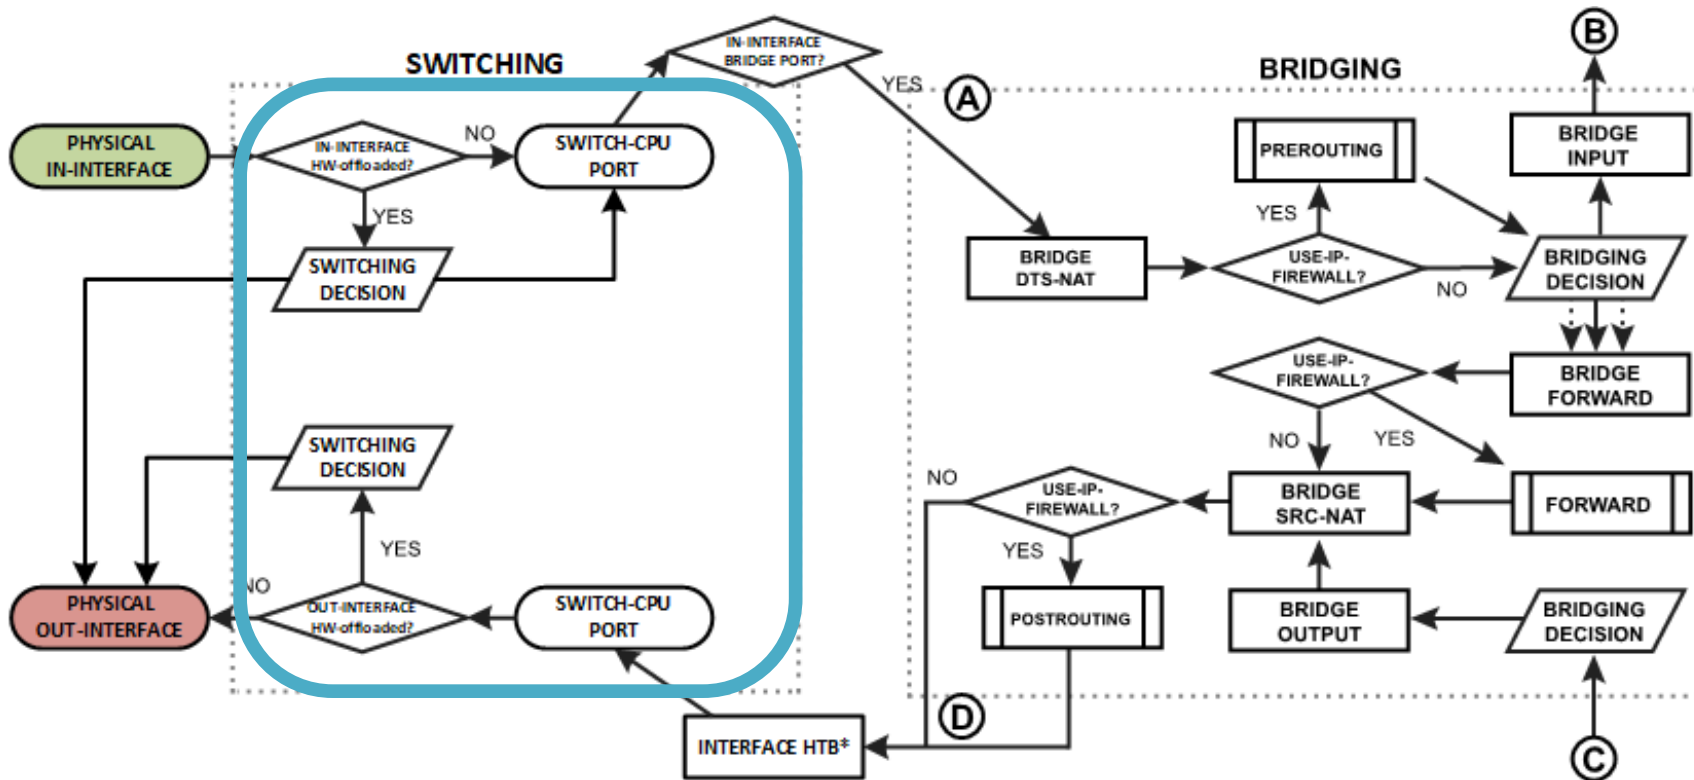 SWITCHING
IN-INTERFACE
BRIDGE PORT?
YES
A
BRIDGING
B
PHYSICAL
IN-INTERFACE
IN-INTERFACE
HW-offloaded?
NO
SWITCH-CPU
PORT
PREROUTING
BRIDGE
INPUT
YES
YES
SWITCHING
DECISION
BRIDGE
DTS-NAT
USE-IP-
FIREWALL?
NO
BRIDGING
DECISION
USE-IP-
FIREWALL?
BRIDGE
FORWARD
NO
YES
SWITCHING
DECISION
NO
USE-IP-
FIREWALL?
BRIDGE
SRC-NAT
FORWARD
YES
YES
NO
PHYSICAL
OUT-INTERFACE
OUT-INTERFACE
HW-offloaded?
SWITCH-CPU
PORT
POSTROUTING
BRIDGE
OUTPUT
BRIDGING
DECISION
D
INTERFACE HTB*
C